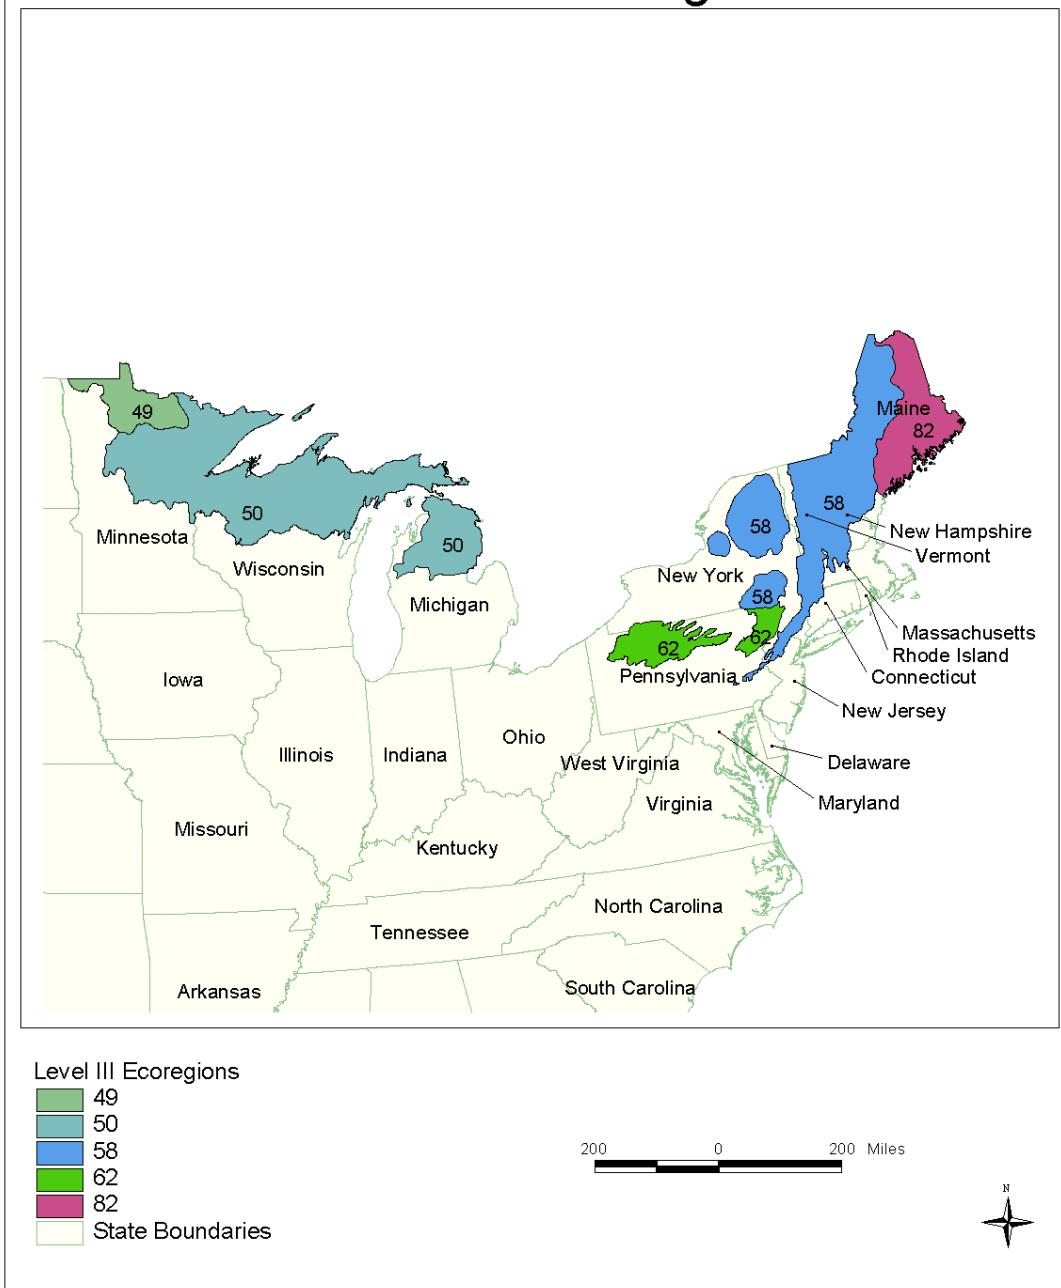 49
Maine
82
50
58
Minnesota
50
58
New Hampshire
Vermont
Wisconsin
New York
Michigan
58
62
62
Massachusetts
Rhode Island
Connecticut
Pennsylvania
Iowa
New Jersey
Ohio
Illinois
Indiana
West Virginia
Delaware
Virginia
Maryland
Missouri
Kentucky
North Carolina
Tennessee
Arkansas
South Carolina
Level III Ecoregions
49
50
58
62
82
State Boundaries
200 0 200 Miles
N